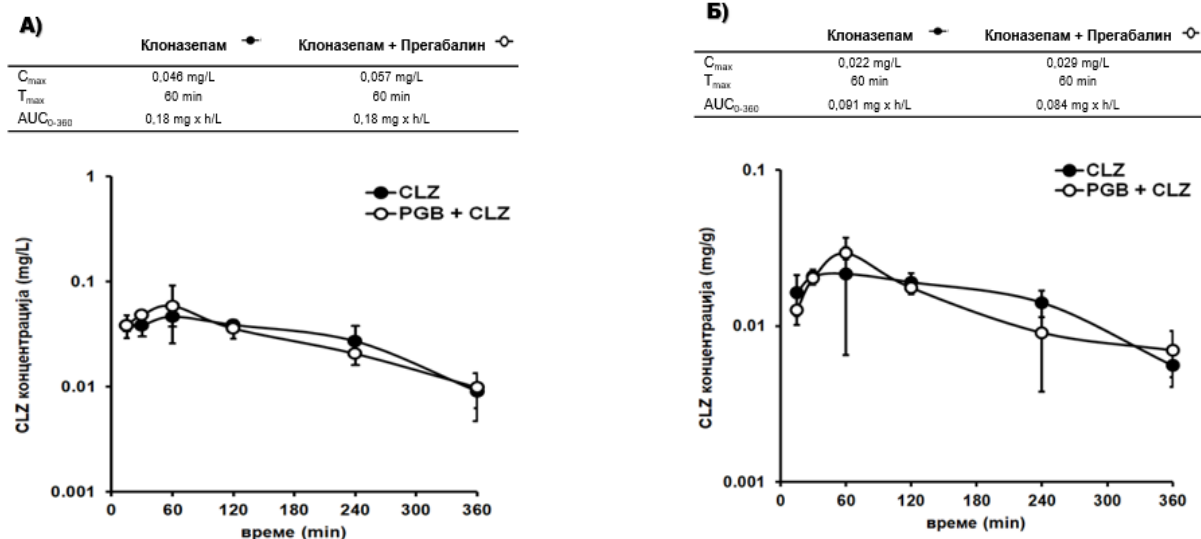 А)
Клоназепам Клоназепам + Прегабалин
Cmax 0,046 mg/L 0,057 mg/L
Tmax 60 min 60 min
AUC0-360 0,18 mg x h/L 0,18 mg x h/L
CLZ
PGB + CLZ
CLZ концентрација (mg/L)
1
0.1
0.01
0.001
0 60 120 180 240 300 360
време (min)
Б)
Клоназепам Клоназепам + Прегабалин
Cmax 0,022 mg/L 0,029 mg/L
Tmax 60 min 60 min
AUC0-360 0,091 mg x h/L 0,084 mg x h/L
CLZ
PGB + CLZ
CLZ концентрација (mg/g)
0.1
0.01
0.001
0 60 120 180 240 300 360
време (min)